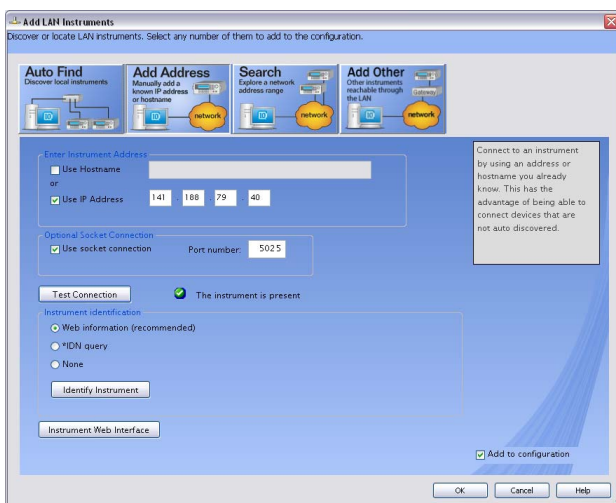 Add LAN Instruments
Discover or locate LAN instruments. Select any number of them to add to the configuration.
Auto Find
Discover local instruments
Add Address
Manually add a
known IP address
or hostname
network
Search
Explore a network
address range
network
Add Other
Other instruments
reachable through
the LAN
Gateway
network
Enter Instrument Address
Use Hostname
or
Use IP Address 141 . 188 . 79 . 40
Connect to an instrument
by using an address or
hostname you already
know. This has the
advantage of being able to
connect devices that are
not auto discovered.
Optional Socket Connection
Use socket connection Port number: 5025
Test Connection The instrument is present
Instrument identification
Web information (recommended)
*IDN query
None
Identify Instrument
Instrument Web Interface
Add to configuration
OK Cancel Help